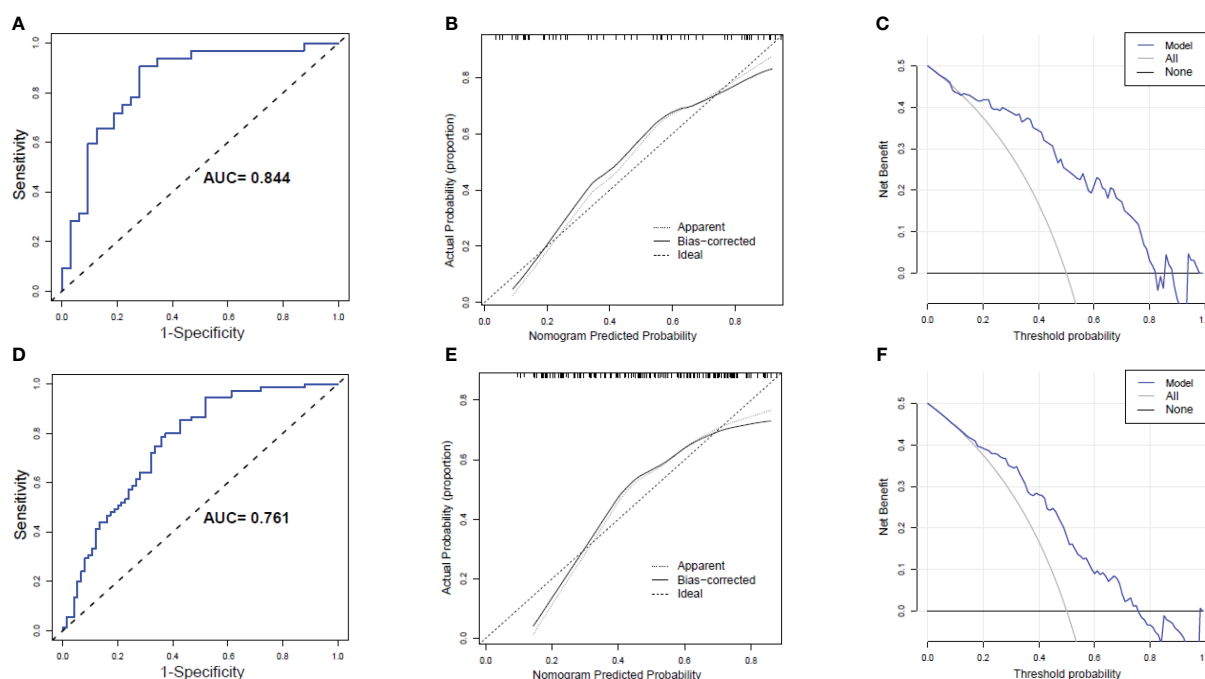 A
Sensitivity
1.0
0.8
0.6
0.4
0.2
0.0
AUC= 0.844
0.0 0.2 0.4 0.6 0.8 1.0
1-Specificity
B
Actual Probability (proportion)
0.8
0.6
0.4
0.2
0.0
Apparent
Bias-corrected
Ideal
0.0 0.2 0.4 0.6 0.8
Nomogram Predicted Probability
C
Model
All
None
Net Benefit
0.5
0.4
0.3
0.2
0.1
0.0
0.0 0.2 0.4 0.6 0.8 1.0
Threshold probability
D
Sensitivity
1.0
0.8
0.6
0.4
0.2
0.0
AUC= 0.761
0.0 0.2 0.4 0.6 0.8 1.0
1-Specificity
E
Actual Probability (proportion)
0.8
0.6
0.4
0.2
0.0
Apparent
Bias-corrected
Ideal
0.0 0.2 0.4 0.6 0.8
Nomogram Predicted Probability
F
Model
All
None
Net Benefit
0.5
0.4
0.3
0.2
0.1
0.0
0.0 0.2 0.4 0.6 0.8
Threshold probability